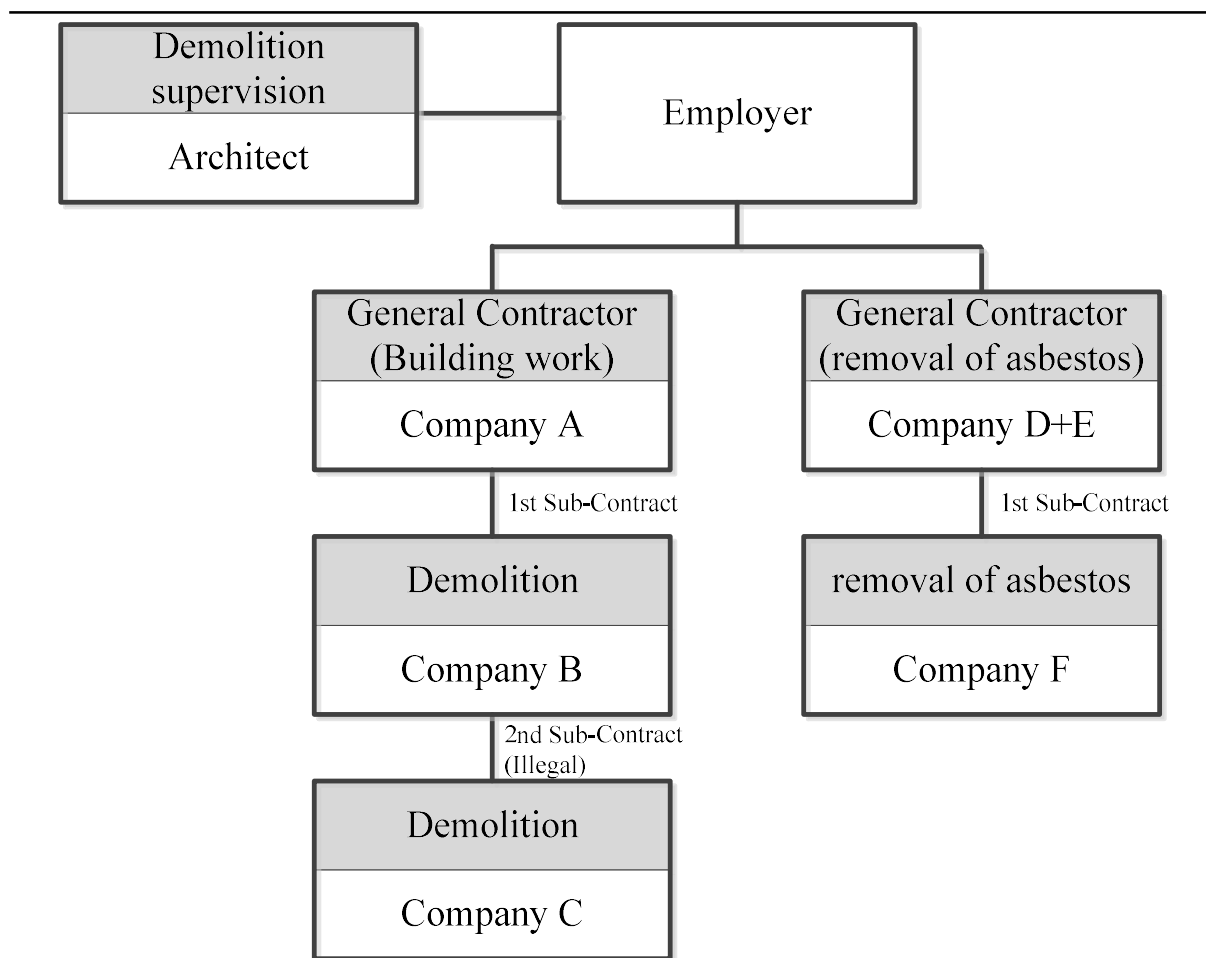 Demolition
supervision
Architect
Employer
General Contractor
(Building work)
Company A
General Contractor
(removal of asbestos)
Company D+E
1st Sub-Contract
1st Sub-Contract
Demolition
Company B
removal of asbestos
Company F
2nd Sub-Contract
(Illegal)
Demolition
Company C